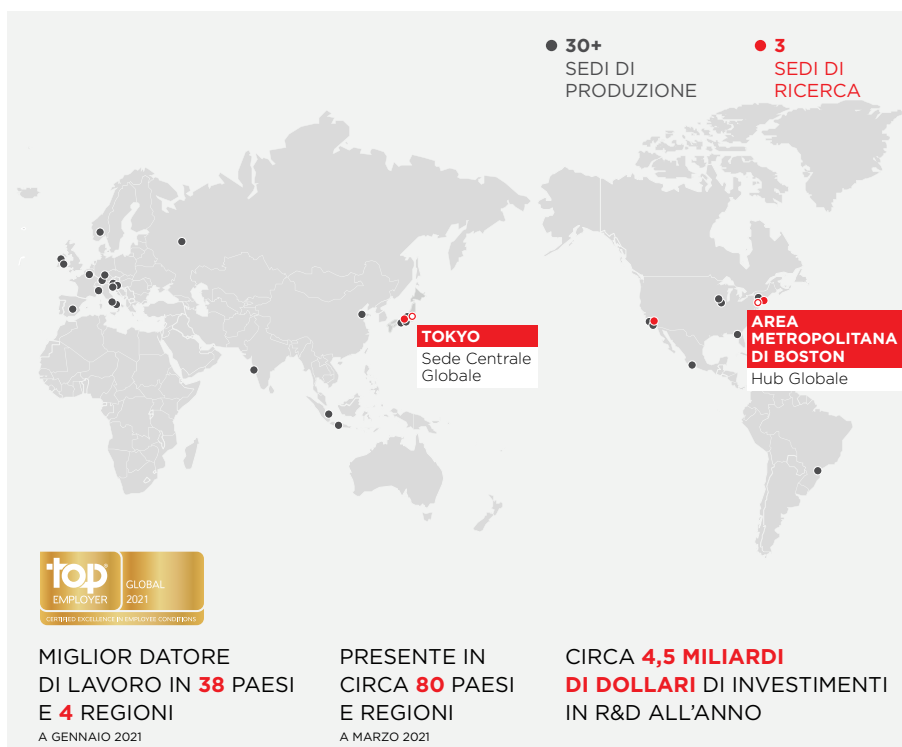 30+
SEDI DI
PRODUZIONE
3
SEDI DI
RICERCA
TOKYO
Sede Centrale
Globale
AREA
METROPOLITANA
DI BOSTON
Hub Globale
top
EMPLOYER
GLOBAL
2021
CERTIFIED EXCELLENCE IN EMPLOYEE CONDITIONS
MIGLIOR DATORE
DI LAVORO IN 38 PAESI
E 4 REGIONI
A GENNAIO 2021
PRESENTE IN
CIRCA 80 PAESI
E REGIONI
A MARZO 2021
CIRCA 4,5 MILIARDI
DI DOLLARI DI INVESTIMENTI
IN R&D ALL'ANNO